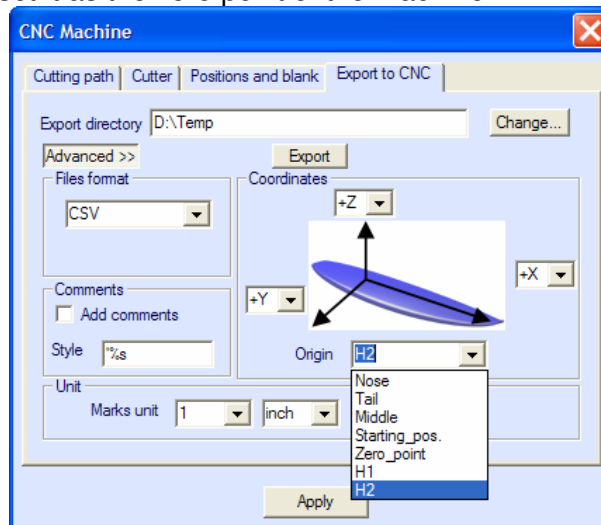 CNC Machine
Cutting path Cutter Positions and blank Export to CNC
Export directory D:\Temp Change...
Advanced >> Export
Files format Coordinates
CSV +Z
+X
+Y
Comments
Add comments
Style "%s Origin H2
Unit
Marks unit 1 inch
Nose
Tail
Middle
Starting_pos.
Zero_point
H1
H2
Apply